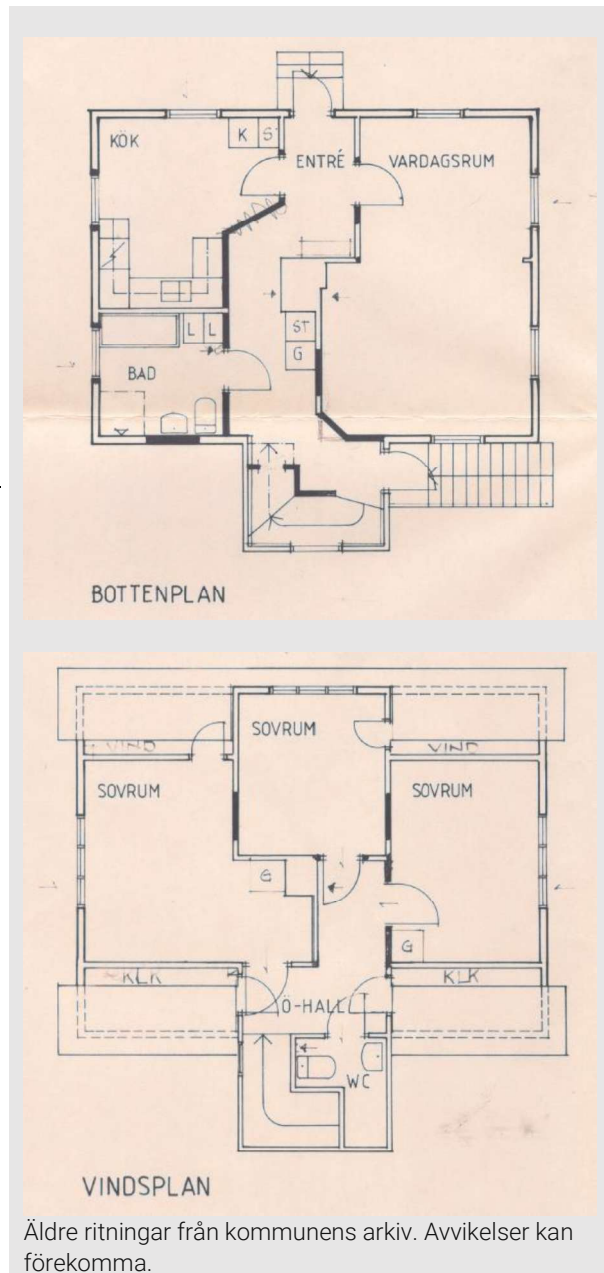 KÖK
K ST
ENTRÉ
VARDAGSRUM
L L
ST
G
BAD
BOTTENPLAN
VIND
SOVRUM
VIND
SOVRUM
SOVRUM
G
G
KLK
KLK
Ö-HALL
WC
VINDSPLAN
Äldre ritningar från kommunens arkiv. Avvikelser kan
förekomma.